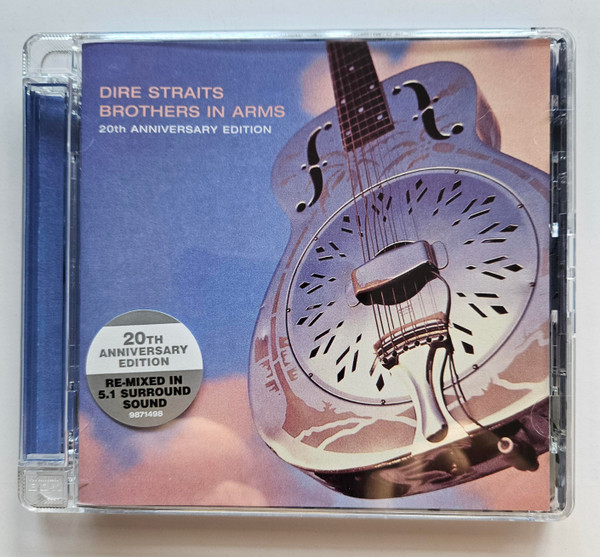 DIRE STRAITS
BROTHERS IN ARMS
20th ANNIVERSARY EDITION
20TH
ANNIVERSARY
EDITION
RE-MIXED IN
5.1 SURROUND
SOUND
9871498